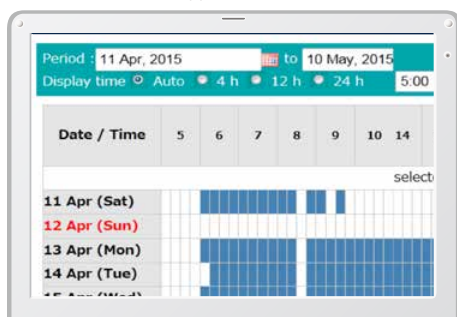 Period : 11 Apr, 2015 to 10 May, 2015
Display time Auto 4 h 12 h 24 h 5:00
Date / Time 5 6 7 8 9 10 14
11 Apr (Sat)
12 Apr (Sun)
13 Apr (Mon)
14 Apr (Tue)